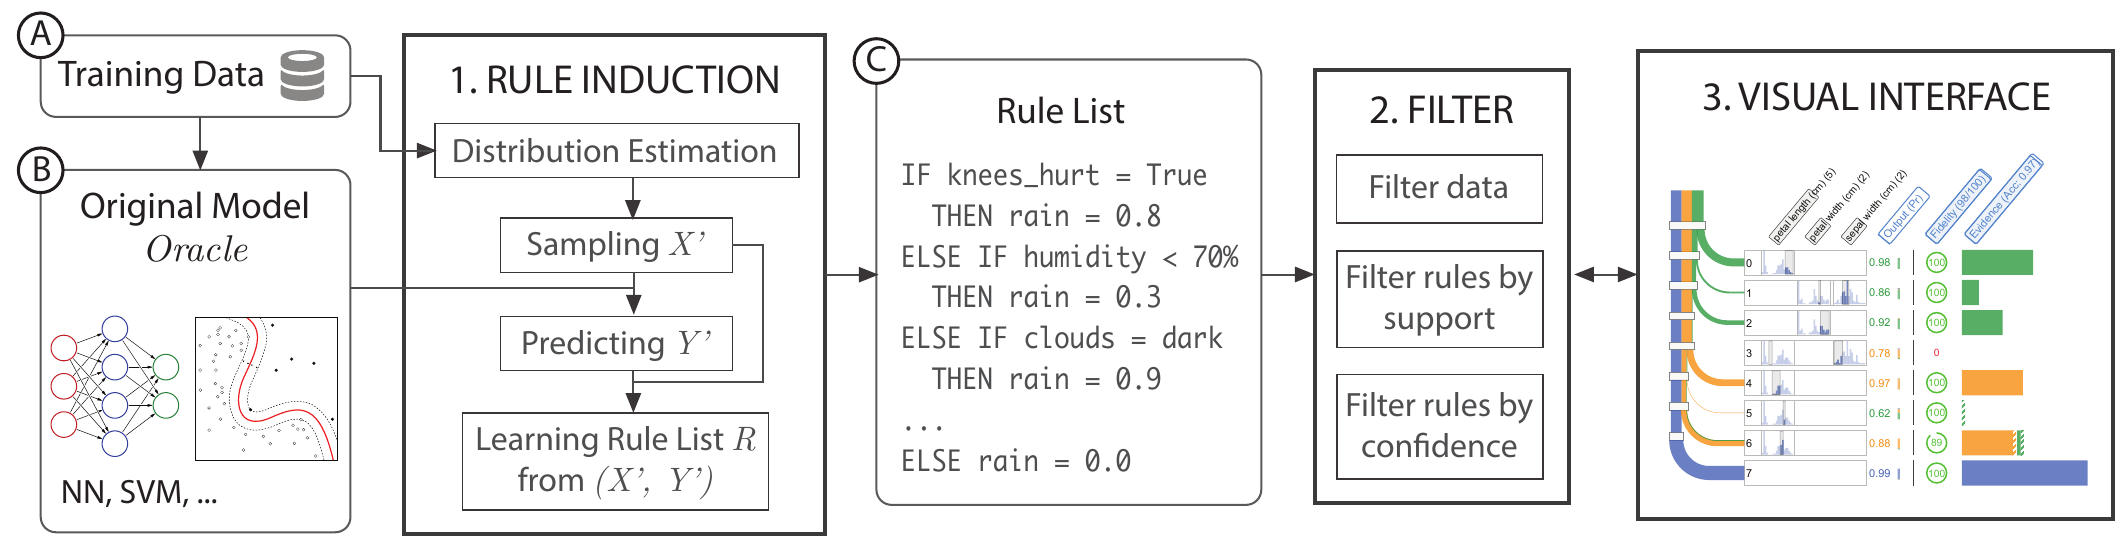 A
Training Data
B
Original Model
Oracle
NN, SVM, ...
1. RULE INDUCTION
Distribution Estimation
Sampling X’
Predicting Y’
Learning Rule List R
from (X’, Y’)
C
Rule List
IF knees_hurt = True
THEN rain = 0.8
ELSE IF humidity < 70%
THEN rain = 0.3
ELSE IF clouds = dark
THEN rain = 0.9
...
ELSE rain = 0.0
2. FILTER
Filter data
Filter rules by
support
Filter rules by
confidence
3. VISUAL INTERFACE
petal length (cm) (5)
petal width (cm) (2)
sepal width (cm) (2)
Output (Pr)
Fidelity (98/100)
Evidence (Acc: 0.97)
0 0.98 100
1 0.86 100
2 0.92 100
3 0.78 0
4 0.97 100
5 0.62 100
6 0.88 89
7 0.99 100